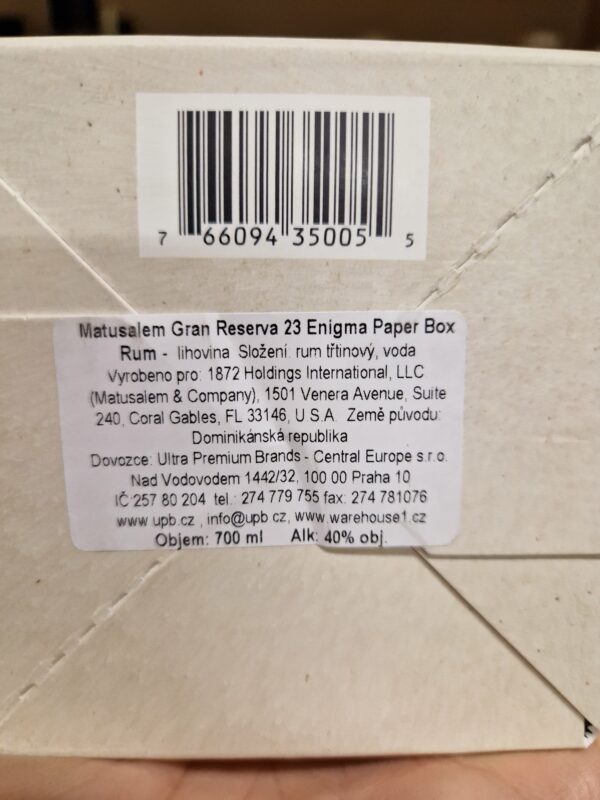 7 66094 35005 5
Matusalem Gran Reserva 23 Enigma Paper Box
Rum - lihovina Složení: rum třtinový, voda
Vyrobeno pro: 1872 Holdings International, LLC
(Matusalem & Company), 1501 Venera Avenue, Suite
240, Coral Gables, FL 33146, U.S.A. Země původu:
Dominikánská republika
Dovozce: Ultra Premium Brands - Central Europe s.r.o.
Nad Vodovodem 1442/32, 100 00 Praha 10
IČ:257 80 204 tel.: 274 779 755 fax: 274 781076
www.upb.cz , info@upb.cz, www.warehouse1.cz
Objem: 700 ml Alk: 40% obj.